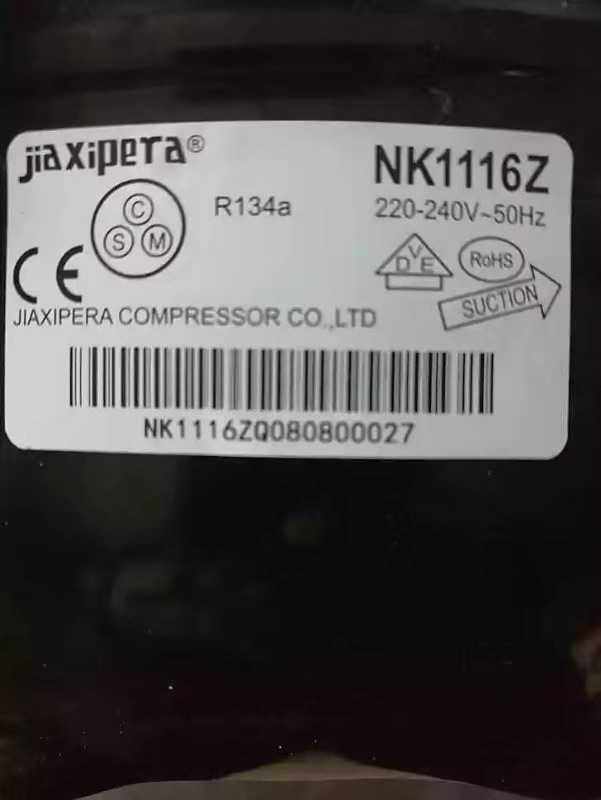 jiaxipera®
NK1116Z
R134a
220-240V~50Hz
C
S M
CE
VDE
RoHS
SUCTION
JIAXIPERA COMPRESSOR CO.,LTD
NK1116ZQ080800027